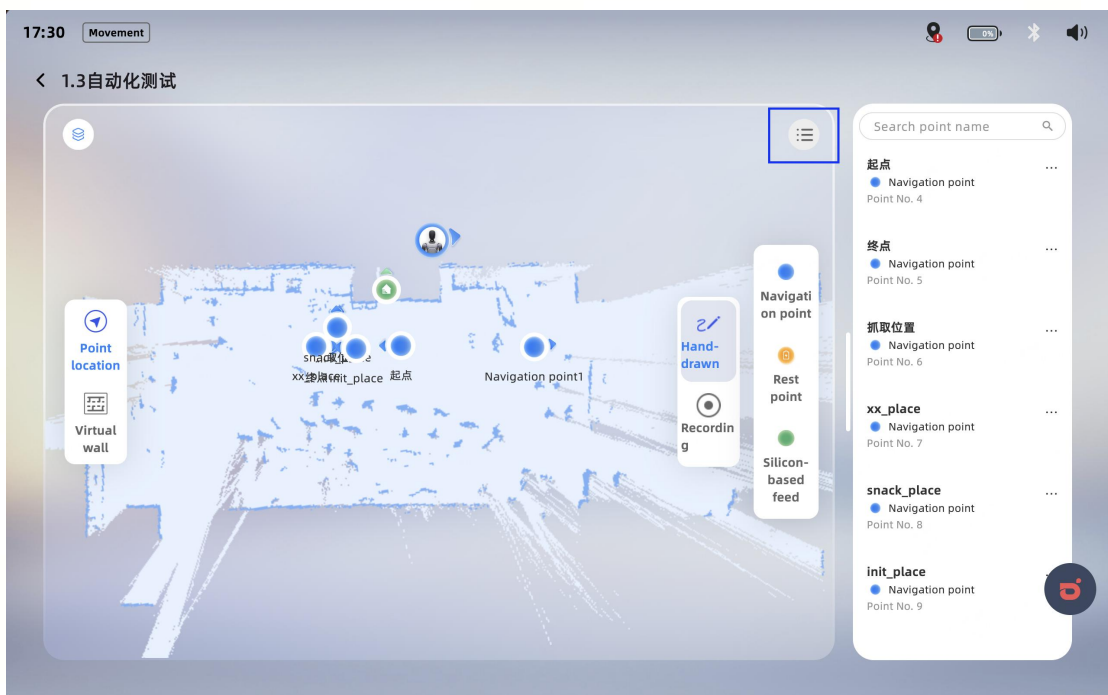 17:30 Movement
0%
1.3自动化测试
Search point name
起点
Navigation point
Point No. 4
终点
Navigation point
Point No. 5
抓取位置
Navigation point
Point No. 6
xx_place
Navigation point
Point No. 7
snack_place
Navigation point
Point No. 8
init_place
Navigation point
Point No. 9
Point
location
Virtual
wall
起点
Navigation point1
Hand-
drawn
Recordin
g
Navigati
on point
Rest
point
Silicon-
based
feed